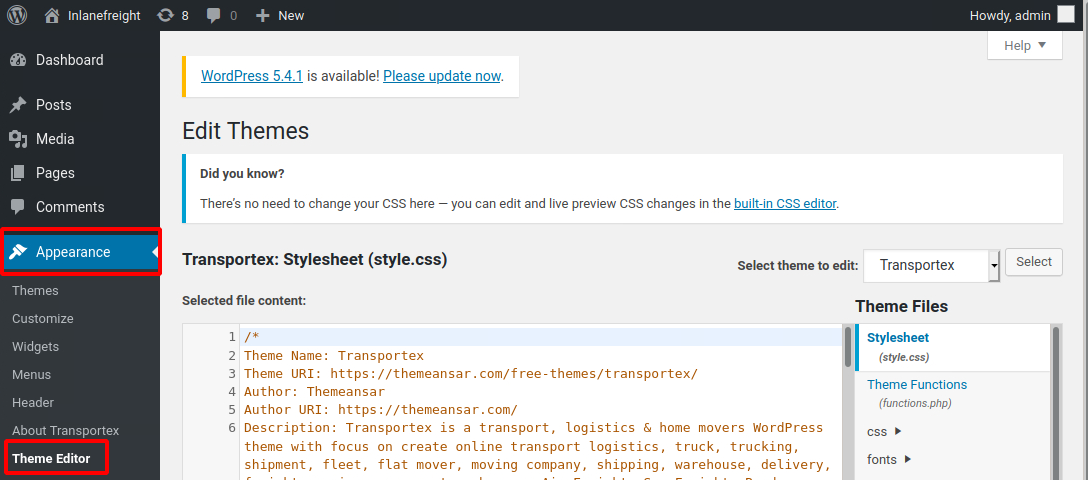 Inlanefreight 8 0 New Howdy, admin
Help
Dashboard
Posts
Media
Pages
Comments
Appearance
Themes
Customize
Widgets
Menus
Header
About Transportex
Theme Editor
WordPress 5.4.1 is available! Please update now.
Edit Themes
Did you know?
There's no need to change your CSS here — you can edit and live preview CSS changes in the built-in CSS editor.
Transportex: Stylesheet (style.css)
Select theme to edit: Transportex Select
Selected file content:
1 /*
2 Theme Name: Transportex
3 Theme URI: https://themeansar.com/free-themes/transportex/
4 Author: Themeansar
5 Author URI: https://themeansar.com/
6 Description: Transportex is a transport, logistics & home movers WordPress
theme with focus on create online transport logistics, truck, trucking,
shipment, fleet, flat mover, moving company, shipping, warehouse, delivery,
Theme Files
Stylesheet
(style.css)
Theme Functions
(functions.php)
css
fonts